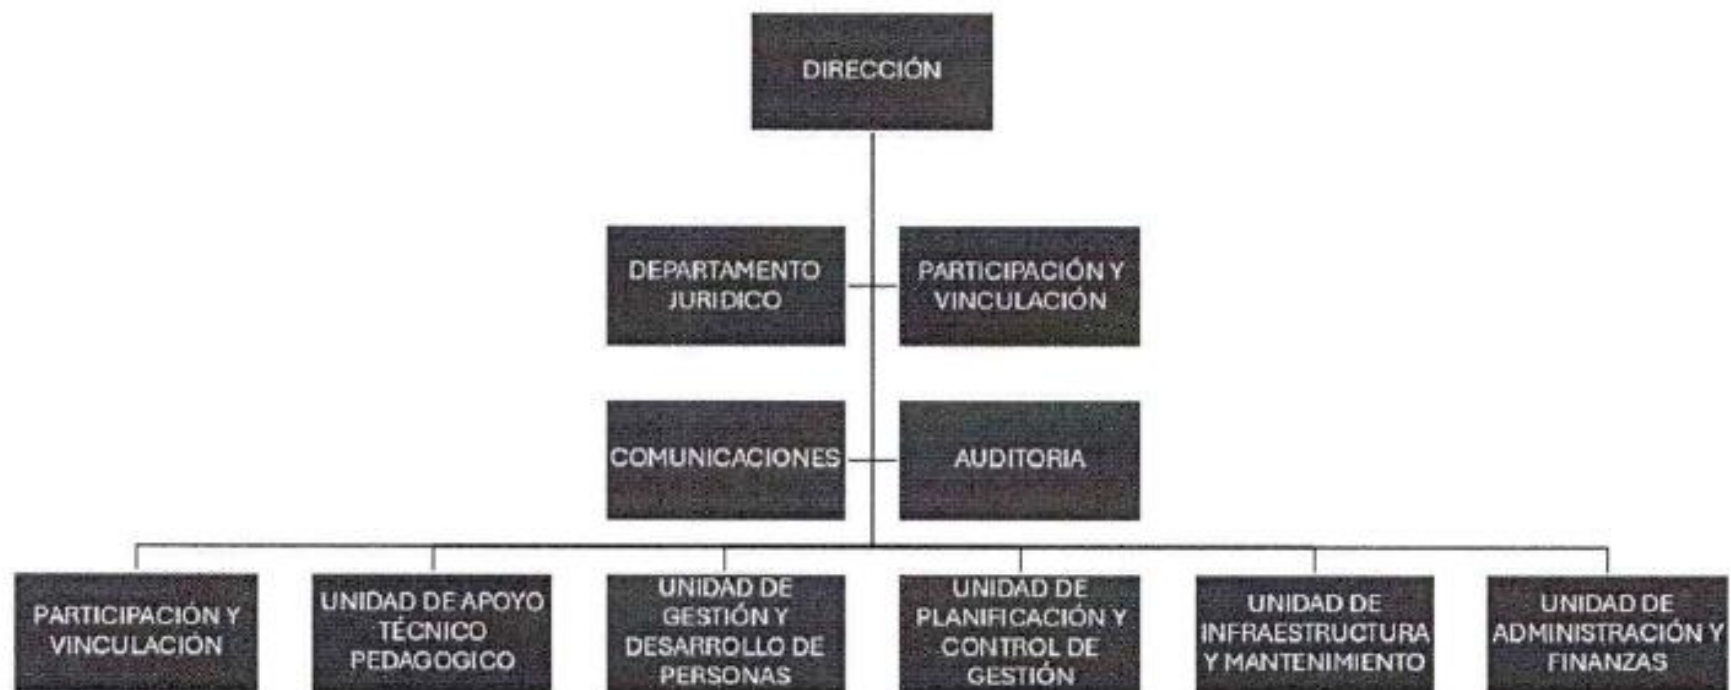 DIRECCIÓN
DEPARTAMENTO
JURIDICO
PARTICIPACIÓN Y
VINCULACIÓN
COMUNICACIONES
AUDITORIA
PARTICIPACIÓN Y
VINCULACIÓN
UNIDAD DE APOYO
TÉCNICO
PEDAGOGICO
UNIDAD DE
GESTIÓN Y
DESARROLLO DE
PERSONAS
UNIDAD DE
PLANIFICACIÓN Y
CONTROL DE
GESTIÓN
UNIDAD DE
INFRAESTRUCTURA
Y MANTENIMIENTO
UNIDAD DE
ADMINISTRACIÓN Y
FINANZAS